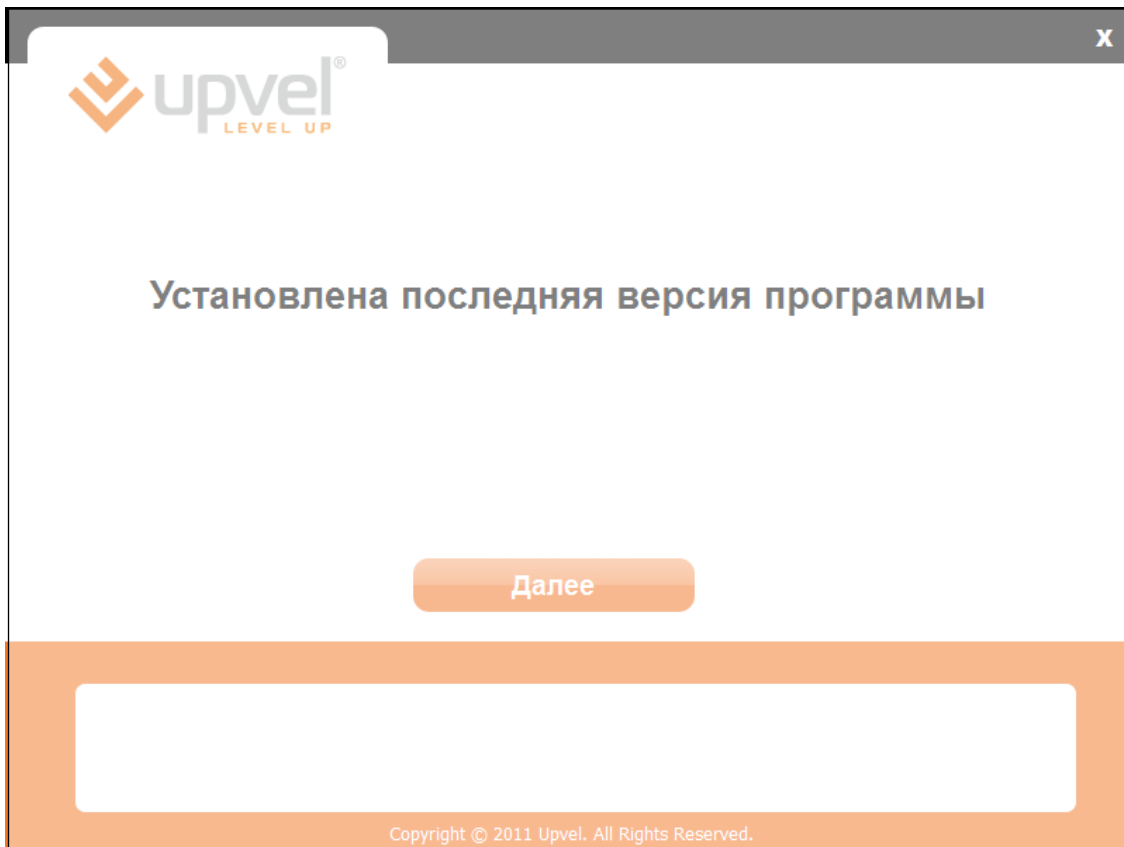 x
upvel®
LEVEL UP
Установлена последняя версия программы
Далее
Copyright © 2011 Upvel. All Rights Reserved.